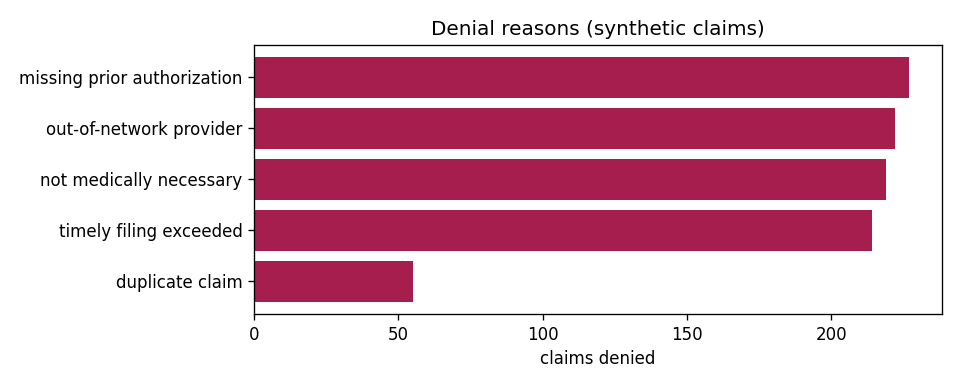 Denial reasons (synthetic claims)
missing prior authorization
out-of-network provider
not medically necessary
timely filing exceeded
duplicate claim
0 50 100 150 200
claims denied